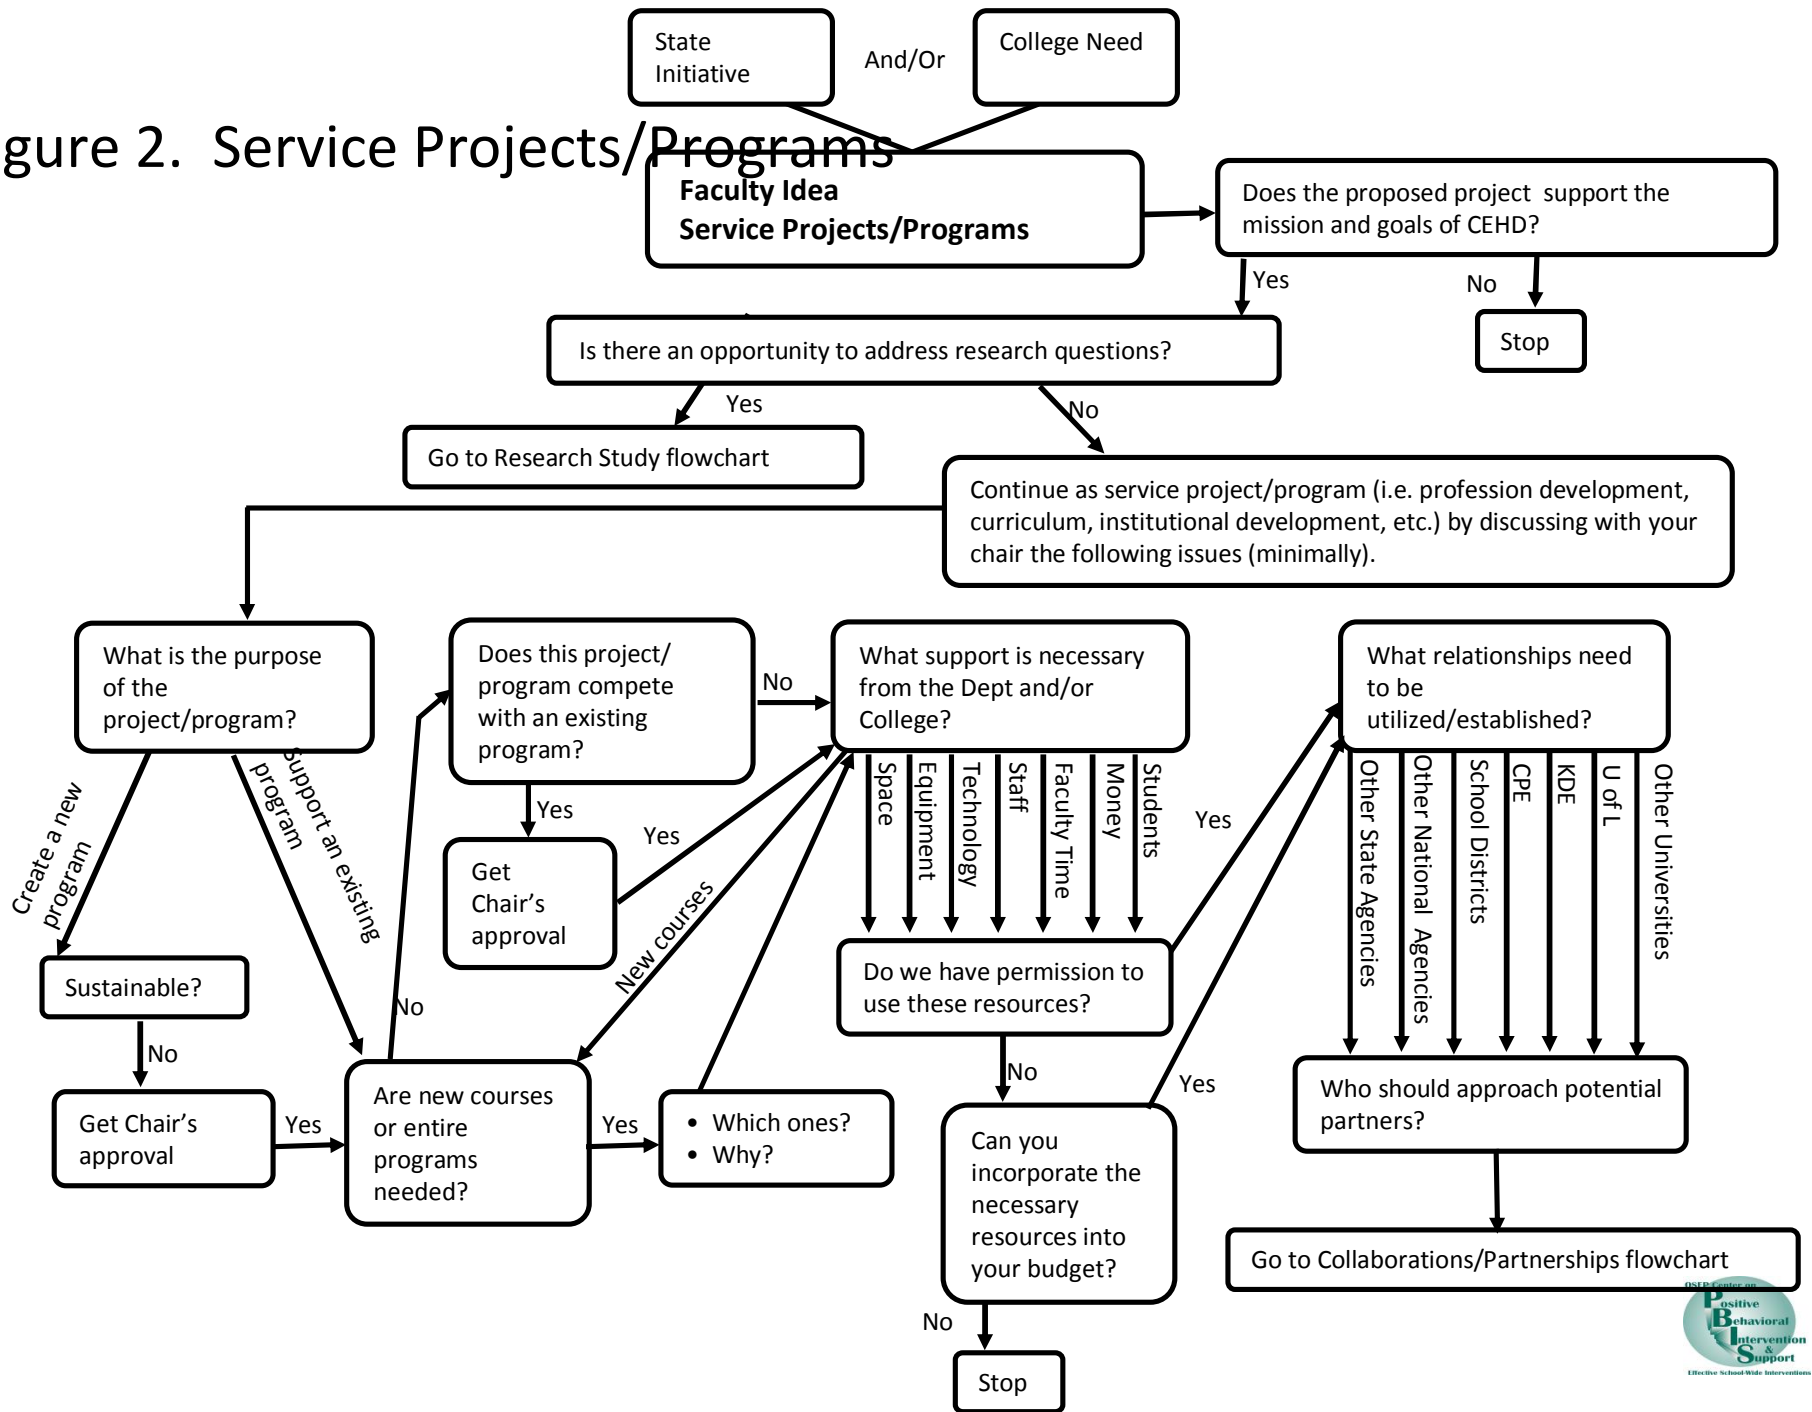 State
Initiative
And/Or
College Need
gure 2.  Service Projects/Programs
Faculty Idea
Service Projects/Programs
Does the proposed project  support the
mission and goals of CEHD?
Yes
No
Stop
Is there an opportunity to address research questions?
Yes
No
Go to Research Study flowchart
Continue as service project/program (i.e. profession development,
curriculum, institutional development, etc.) by discussing with your
chair the following issues (minimally).
What is the purpose
of the
project/program?
Create a new
program
Support an existing
program
Sustainable?
No
Get Chair’s
approval
Yes
Are new courses
or entire
programs
needed?
No
Yes
• Which ones?
• Why?
Does this project/
program compete
with an existing
program?
No
Yes
Get
Chair’s
approval
Yes
New courses
What support is necessary
from the Dept and/or
College?
Space
Equipment
Technology
Staff
Faculty Time
Money
Students
Do we have permission to
use these resources?
Yes
No
Can you
incorporate the
necessary
resources into
your budget?
Yes
No
Stop
What relationships need
to be
utilized/established?
Other State Agencies
Other National  Agencies
School Districts
CPE
KDE
U of L
Other Universities
Who should approach potential
partners?
Go to Collaborations/Partnerships flowchart
OSEP Center on
Positive
Behavioral
Intervention
&
Support
Effective School-Wide Interventions